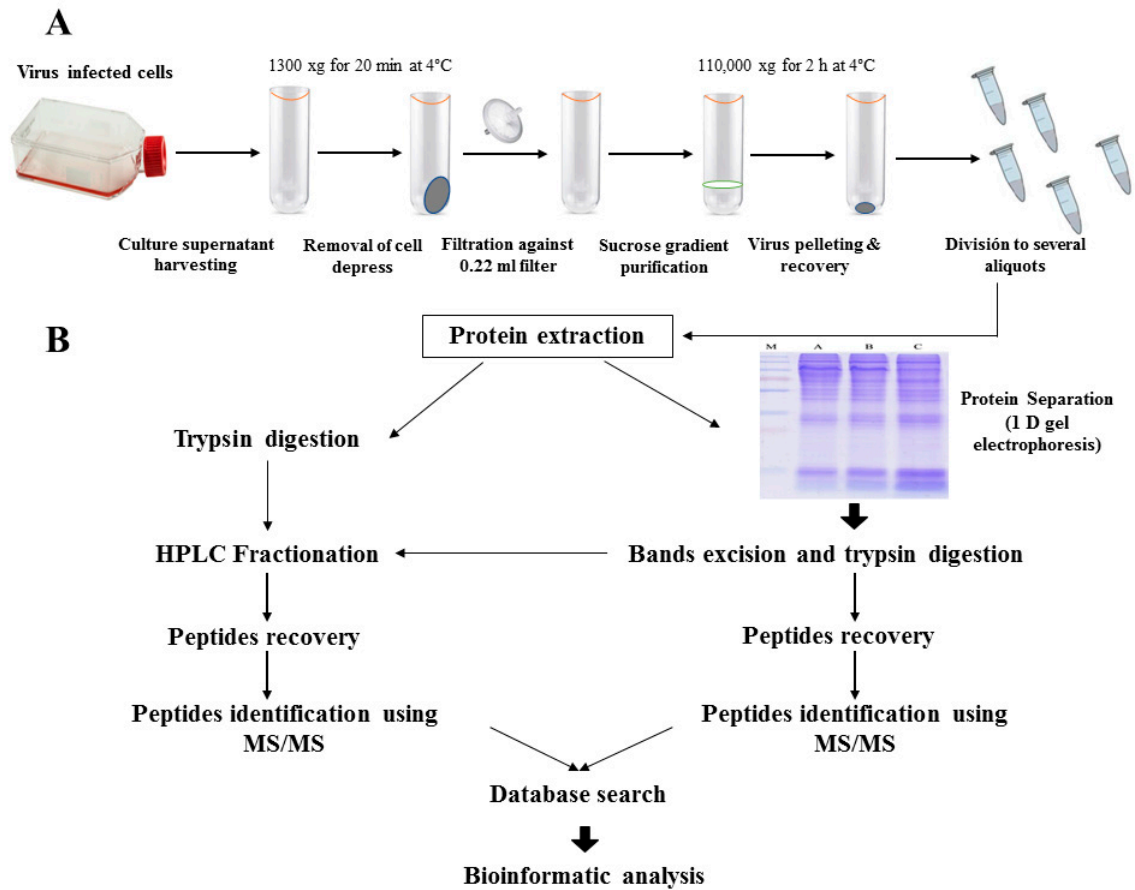 A
Virus infected cells
1300 xg for 20 min at 4°C
110,000 xg for 2 h at 4°C
Culture supernatant
harvesting
Removal of cell
depress
Filtration against
0.22 ml filter
Sucrose gradient
purification
Virus pelleting &
recovery
División to several
aliquots
B
Protein extraction
M A B C
Protein Separation
(1 D gel
electrophoresis)
Trypsin digestion
HPLC Fractionation
Bands excision and trypsin digestion
Peptides recovery
Peptides recovery
Peptides identification using
MS/MS
Peptides identification using
MS/MS
Database search
Bioinformatic analysis